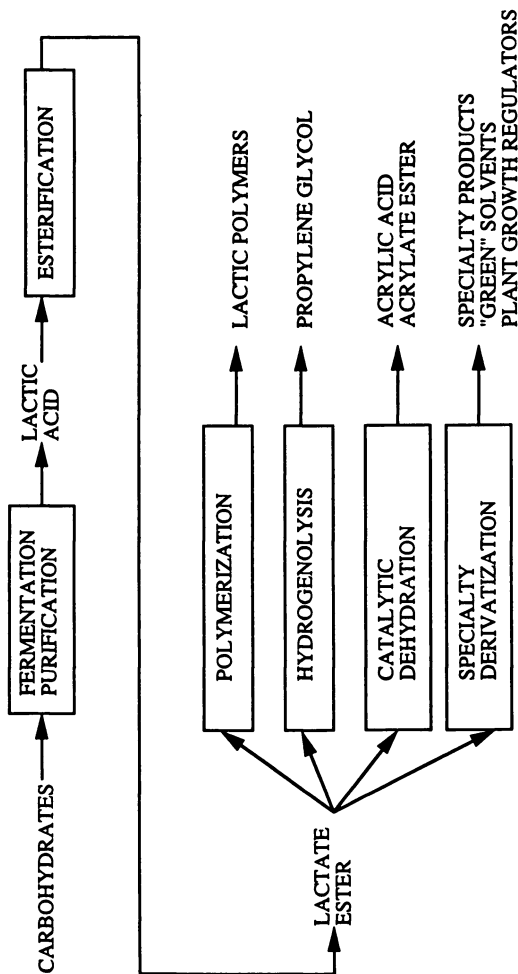 CARBOHYDRATES
FERMENTATION
PURIFICATION
LACTIC
ACID
ESTERIFICATION
LACTATE
ESTER
POLYMERIZATION
LACTIC POLYMERS
HYDROGENOLYSIS
PROPYLENE GLYCOL
CATALYTIC
DEHYDRATION
ACRYLIC ACID
ACRYLATE ESTER
SPECIALTY
DERIVATIZATION
SPECIALTY PRODUCTS
"GREEN" SOLVENTS
PLANT GROWTH REGULATORS